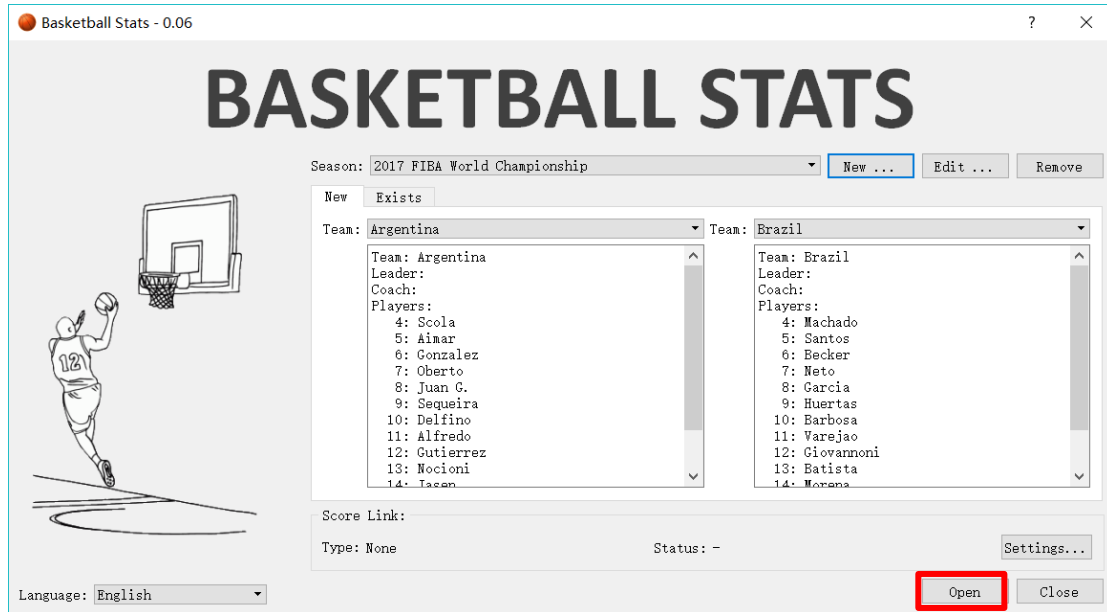 Basketball Stats - 0.06
?
BASKETBALL STATS
Season: 2017 FIBA World Championship New ... Edit ... Remove
New Exists
Team: Argentina Team: Brazil
Team: Argentina
Leader:
Coach:
Players:
4: Scola
5: Aimar
6: Gonzalez
7: Oberto
8: Juan G.
9: Sequeira
10: Delfino
11: Alfredo
12: Gutierrez
13: Nocioni
14: Jasen
Team: Brazil
Leader:
Coach:
Players:
4: Machado
5: Santos
6: Becker
7: Neto
8: Garcia
9: Huertas
10: Barbosa
11: Varejao
12: Giovannoni
13: Batista
14: Morena
12
Score Link:
Type: None Status: - Settings...
Language: English Open Close